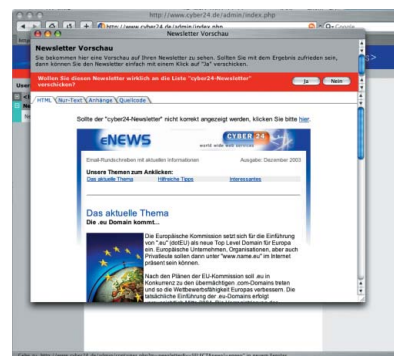 http://www.cyber24.de/admin/index.php
Newsletter Vorschau
Newsletter Vorschau
Sie bekommen hier eine Vorschau auf Ihren Newsletter zu sehen. Sollten Sie mit dem Ergebnis zufrieden sein,
dann können Sie den Newsletter einfach mit einem Klick auf "Ja" verschicken.
Wollen Sie diesen Newsletter wirklich an die Liste "cyber24-Newsletter"
verschicken?
Ja
Nein
HTML
Nur-Text
Anhänge
Quellcode
Sollte der "cyber24-Newsletter" nicht korrekt angezeigt werden, klicken Sie bitte hier.
eNEWS
CYBER 24
world wide web services
Email-Rundschreiben mit aktuellen Informationen
Ausgabe: Dezember 2003
Unsere Themen zum Anklicken:
Das aktuelle Thema
Hilfreiche Tipps
Interessantes
Das aktuelle Thema
Die .eu Domain kommt...
Die Europäische Kommission setzt sich für die Einführung
von ".eu" (dotEU) als neue Top Level Domain für Europa
ein. Europäische Unternehmen, Organisationen, aber auch
Privatleute sollen dann unter "www.name.eu" im Internet
präsent sein können.
Nach den Plänen der EU-Kommission soll .eu in
Konkurrenz zu den übermächtigen .com-Domains treten
und so die Wettbewerbsfähigkeit Europas verbessern. Die
tatsächliche Einführung der .eu-Domains erfolgt